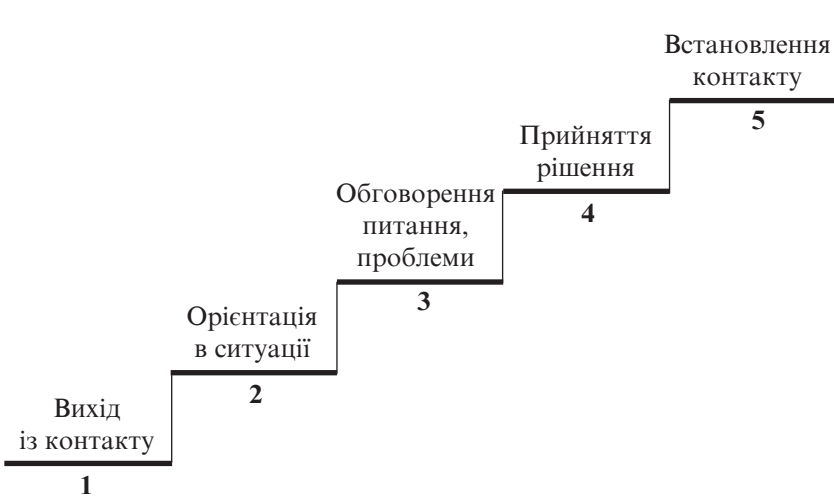 Встановлення
контакту
5
Прийняття
рішення
4
Обговорення
питання,
проблеми
3
Орієнтація
в ситуації
2
Вихід
із контакту
1